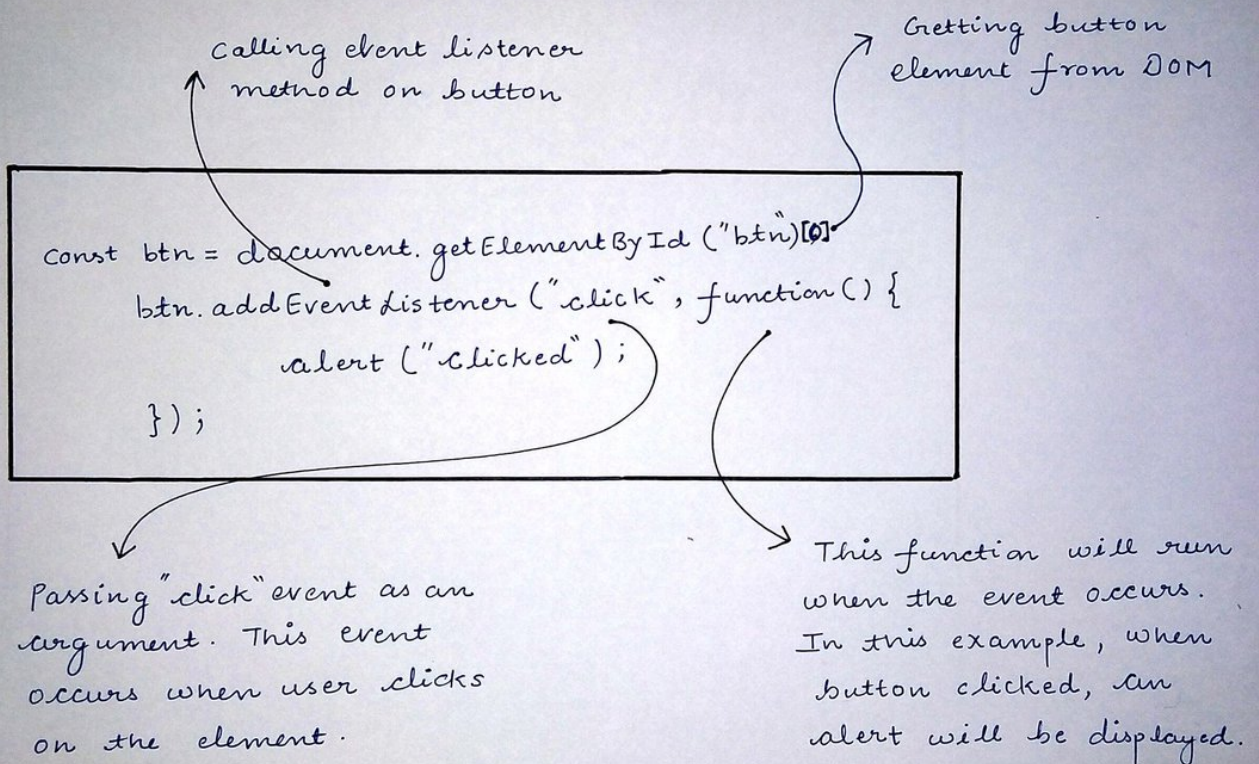 Calling event listener
method on button
Getting button
element from DOM
const btn = document.getElementById("btn")[0]
btn.addEventListener("click", function() {
alert("clicked");
});
Passing "click" event as an
argument. This event
occurs when user clicks
on the element.
This function will run
when the event occurs.
In this example, when
button clicked, an
alert will be displayed.